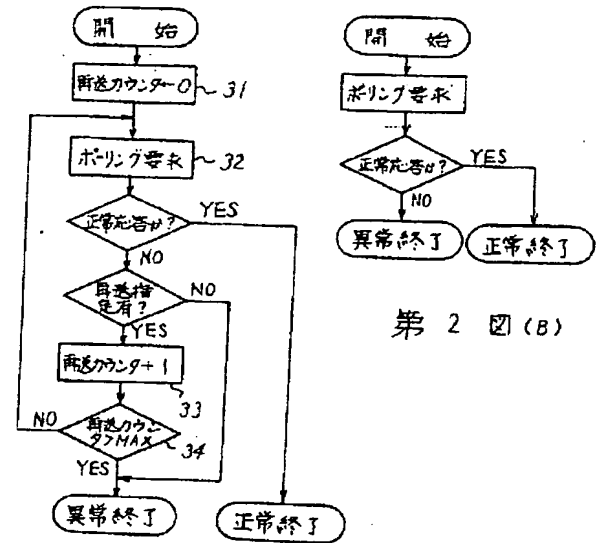 開 始
再送カウンタ←0
31
ポーリング要求
32
正常応答か?
YES
NO
再送指
定有?
NO
YES
再送カウンタ+1
33
再送カウン
タ>MAX
34
NO
YES
異常終了
正常終了
開 始
ポーリング要求
正常応答か?
YES
NO
異常終了
正常終了
第 2 図 (B)